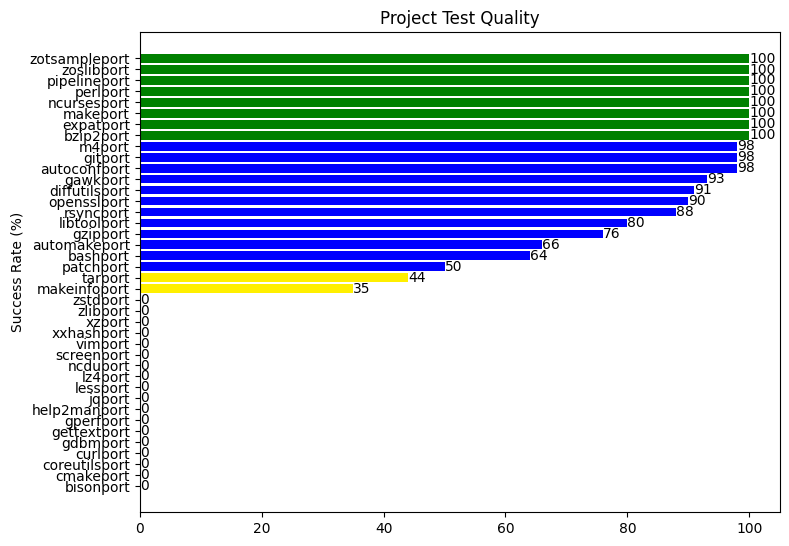 Project Test Quality
Success Rate (%)
zotsampleport 100
zoslibport 100
pipelineport 100
perlport 100
ncursesport 100
makeport 100
expatport 100
bzip2port 100
m4port 98
gitport 98
autoconfport 98
gawkport 93
diffutilsport 91
opensslport 90
rsyncport 88
libtoolport 80
gzipport 76
automakeport 66
bashport 64
patchport 50
tarport 44
makeinfoport 35
zstdport 0
zlibport 0
xzport 0
xxhashport 0
vimport 0
screenport 0
ncduport 0
lz4port 0
lessport 0
jqport 0
help2manport 0
gperfport 0
gettextport 0
gdbmport 0
curlport 0
coreutilsport 0
cmakeport 0
bisonport 0
0 20 40 60 80 100